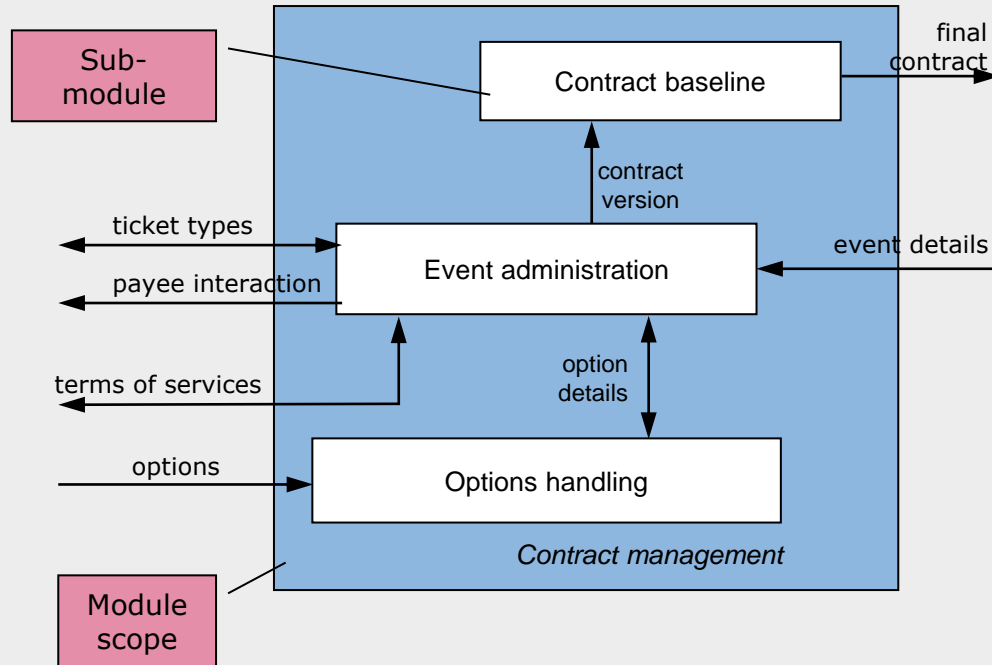 Sub-
module
Contract baseline
final
contract
contract
version
ticket types
Event administration
event details
payee interaction
option
details
terms of services
options
Options handling
Contract management
Module
scope